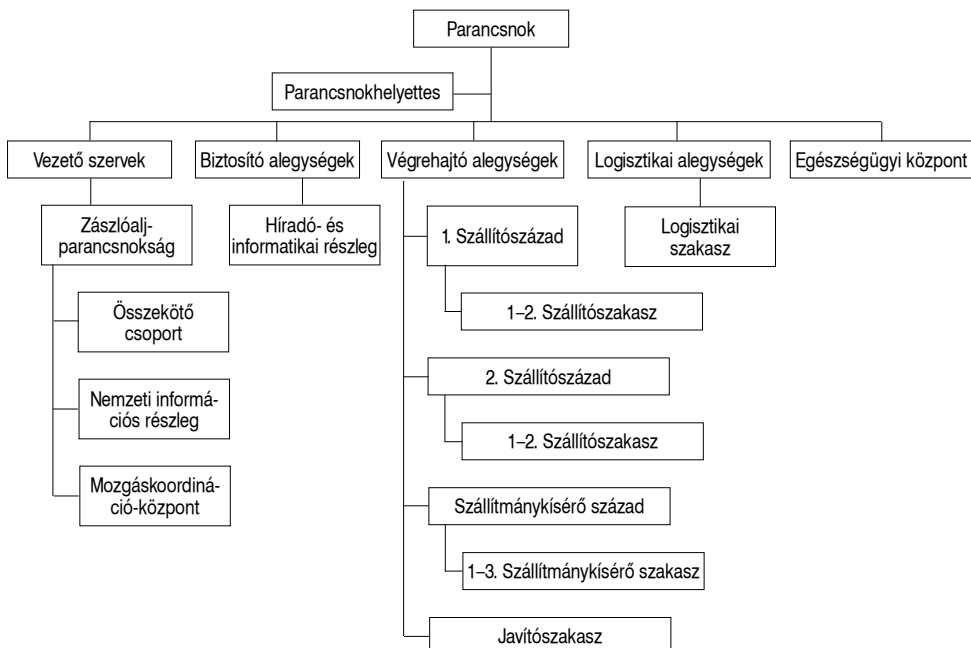 Parancsnok
Parancsnokhelyettes
Vezető szervek
Biztosító alegységek
Végrehajtó alegységek
Logisztikai alegységek
Egészségügyi központ
Zászlóalj-
parancsnokság
Összekötő
csoport
Nemzeti informá-
ciós részleg
Mozgáskoordiná-
ció-központ
Híradó- és
informatikai részleg
1. Szállítószázad
1–2. Szállítószakasz
2. Szállítószázad
1–2. Szállítószakasz
Szállítmánykísérő század
1–3. Szállítmánykísérő szakasz
Javítószakasz
Logisztikai
szakasz